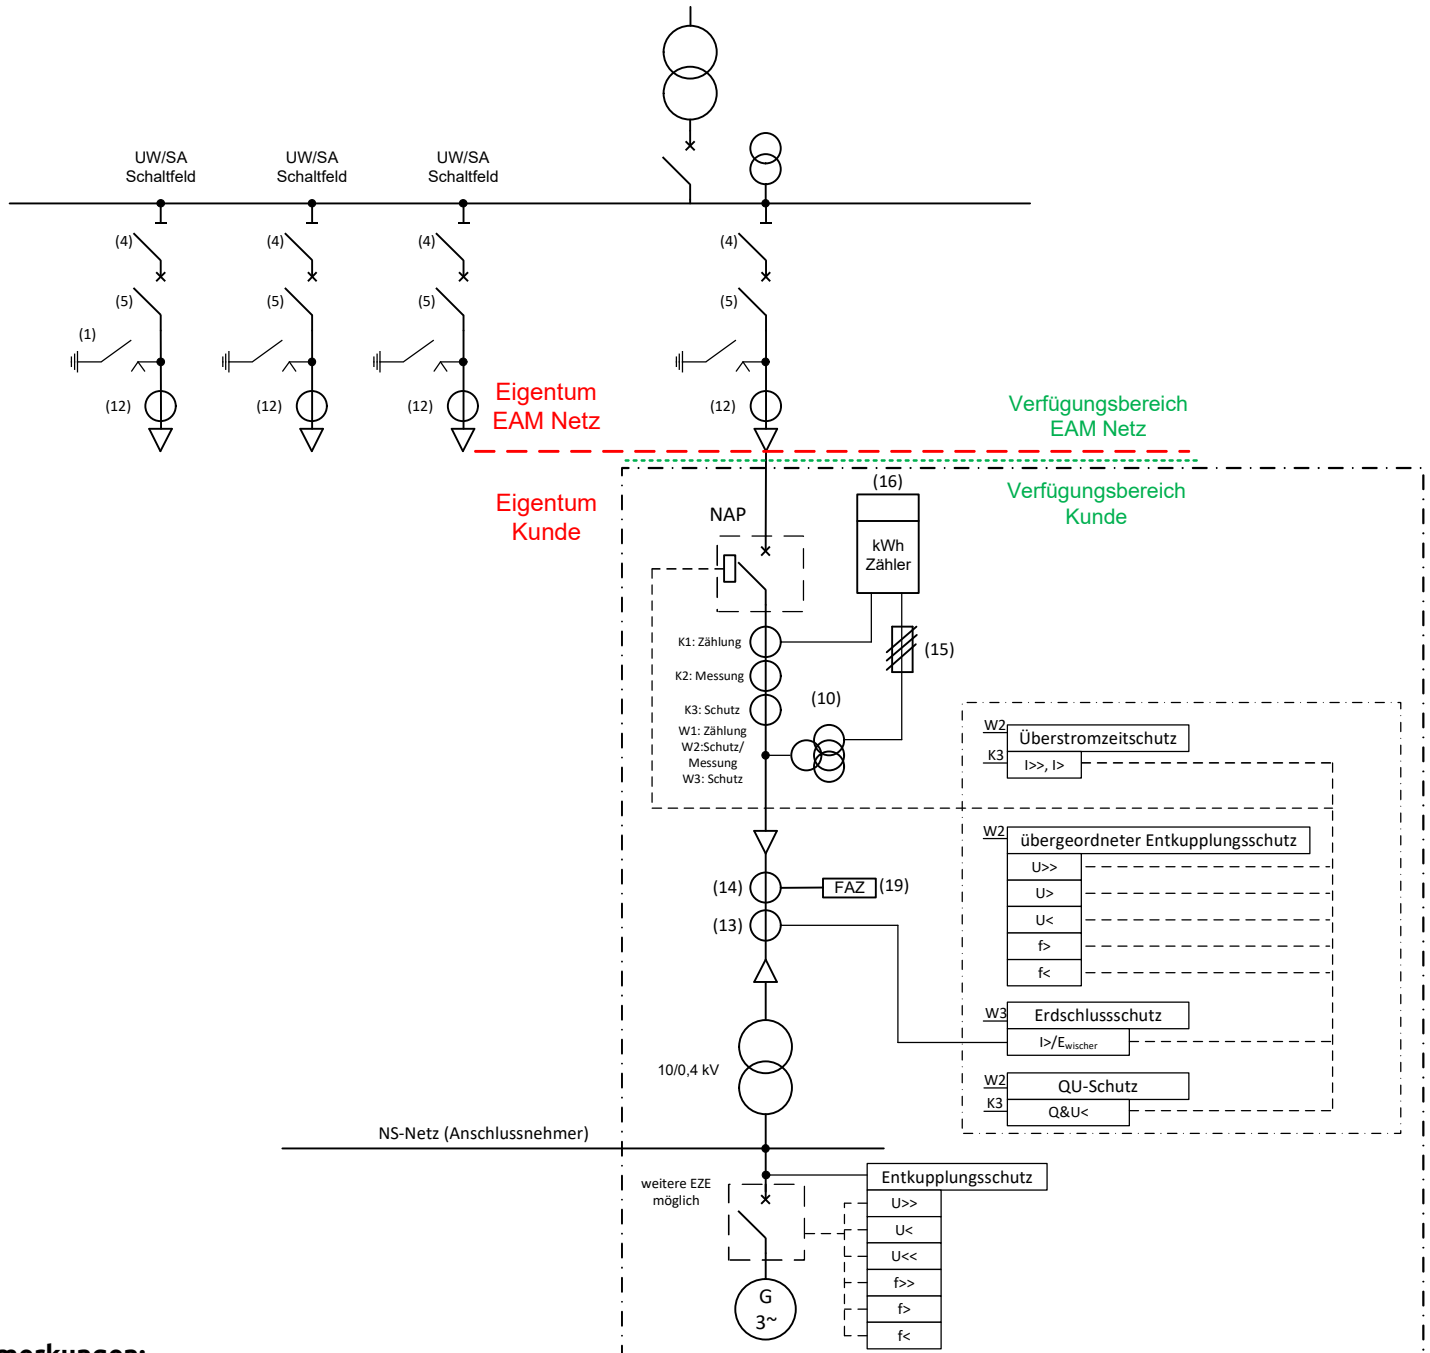 UW/SA
Schaltfeld
UW/SA
Schaltfeld
UW/SA
Schaltfeld
(4)
(4)
(4)
(4)
(5)
(5)
(5)
(5)
(1)
(12)
(12)
(12)
(12)
Eigentum
EAM Netz
Verfügungsbereich
EAM Netz
Eigentum
Kunde
Verfügungsbereich
Kunde
(16)
NAP
kWh
Zähler
K1: Zählung
(15)
K2: Messung
(10)
K3: Schutz
W1: Zählung
W2:Schutz/
Messung
W3: Schutz
W2
Überstromzeitschutz
K3
I>>, I>
W2
übergeordneter Entkupplungsschutz
U>>
U>
U<
f>
f<
(14)
FAZ
(19)
(13)
W3
Erdschlussschutz
I>/Ewischer
10/0,4 kV
W2
QU-Schutz
K3
Q&U<
NS-Netz (Anschlussnehmer)
weitere EZE
möglich
Entkupplungsschutz
U>>
U<
U<<
f>>
f>
f<
G
3~